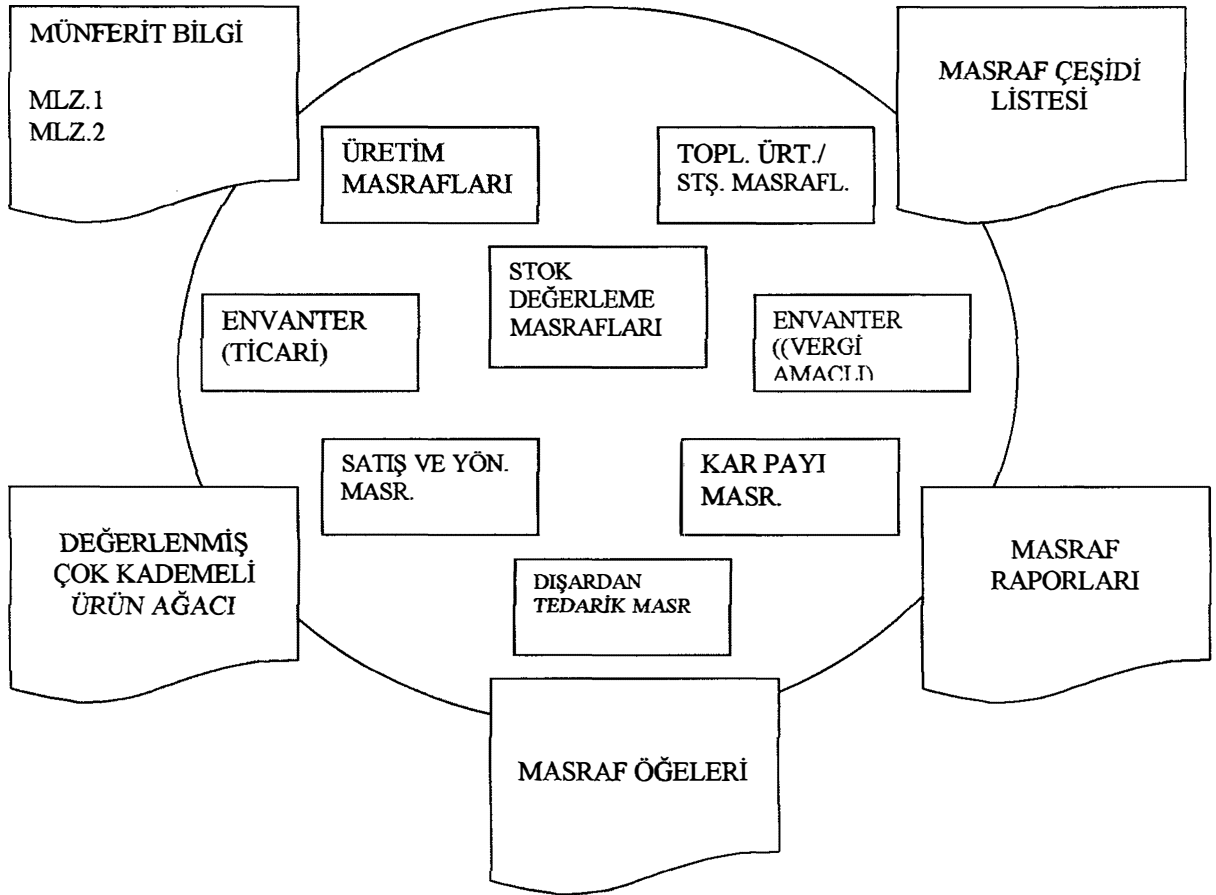 MÜNFERİT BİLGİ
MLZ.1
MLZ.2
MASRAF ÇEŞİDİ
LİSTESİ
ÜRETİM
MASRAFLARI
TOPL. ÜRT./
STŞ. MASRAFL.
STOK
DEĞERLEME
MASRAFLARI
ENVANTER
(TİCARİ)
ENVANTER
((VERGİ
AMAÇLI)
SATIŞ VE YÖN.
MASR.
KAR PAYI
MASR.
DEĞERLENMİŞ
ÇOK KADEMELİ
ÜRÜN AĞACI
MASRAF
RAPORLARI
DIŞARDAN
TEDARİK MASR
MASRAF ÖĞELERİ